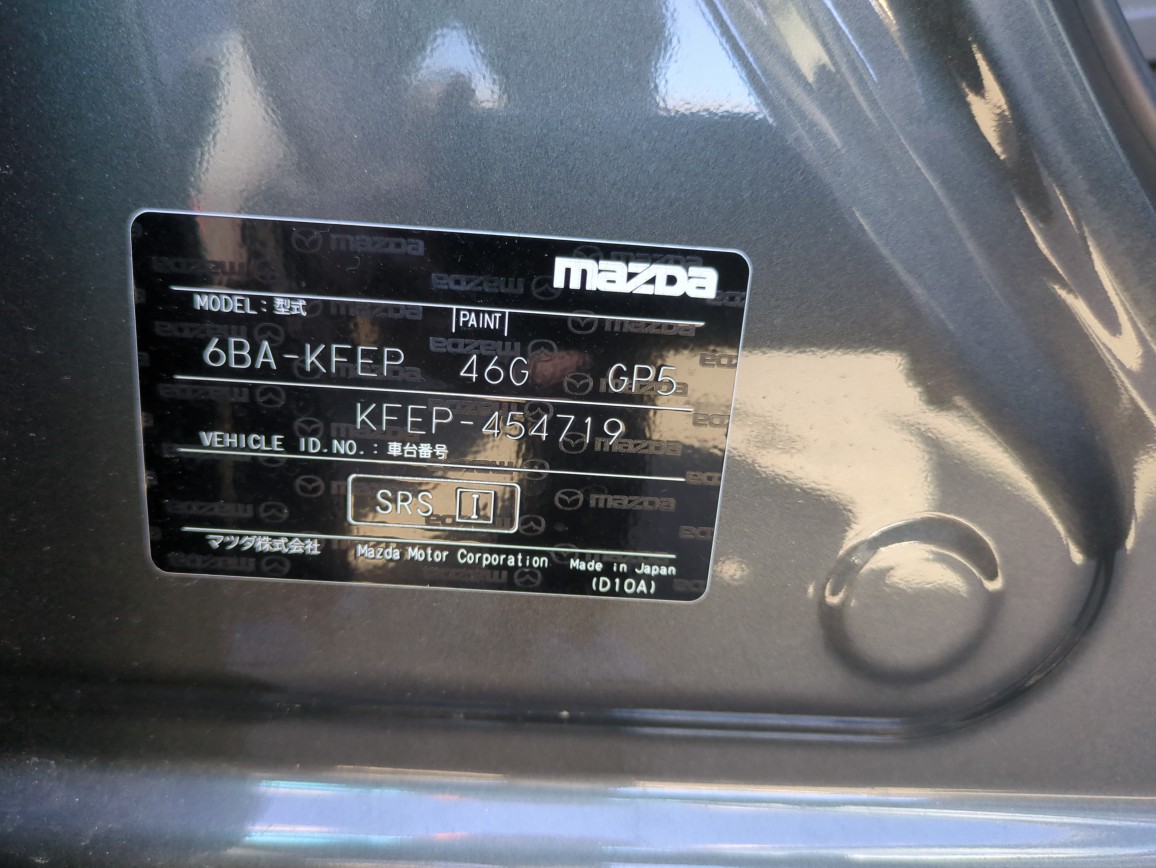 mazda
MODEL : 型式
PAINT
6BA-KFEP 46G GP5
KFEP-454719
VEHICLE ID.NO. : 車台番号
SRS I
マツダ株式会社 Mazda Motor Corporation Made in Japan
(D10A)